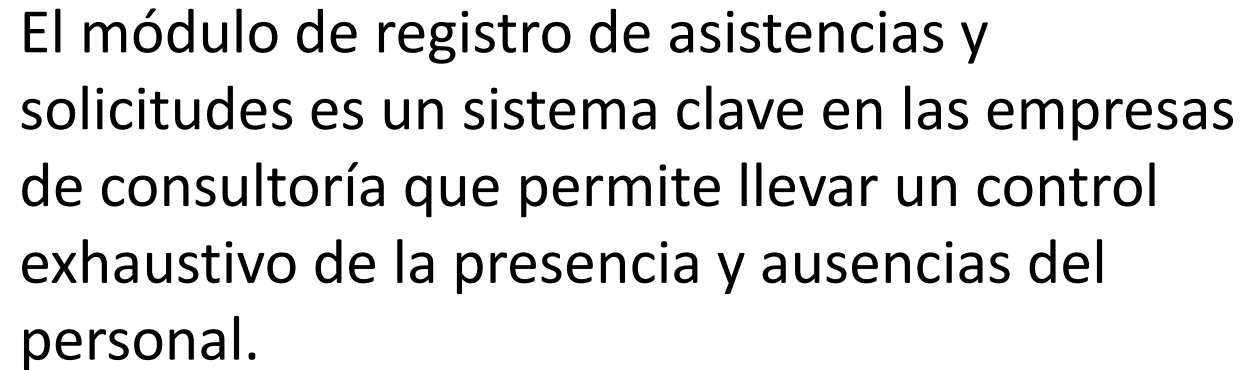 El módulo de registro de asistencias y
solicitudes es un sistema clave en las empresas
de consultoría que permite llevar un control
exhaustivo de la presencia y ausencias del
personal.